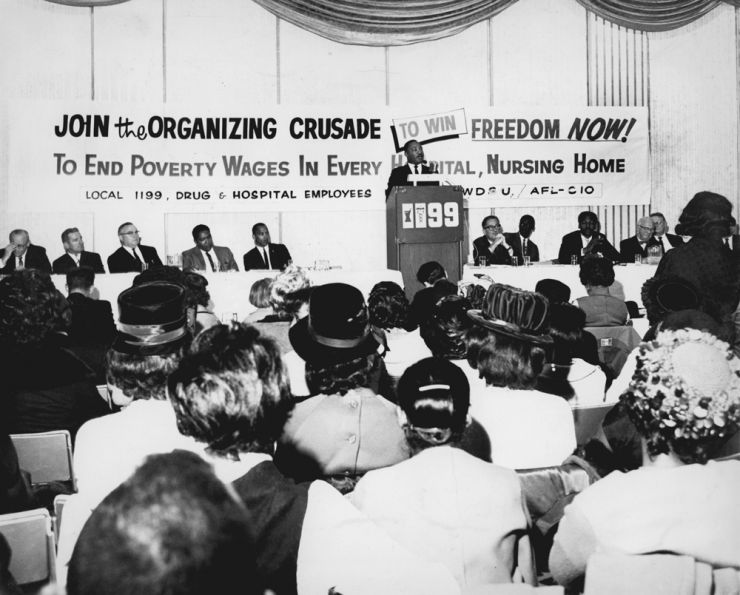 JOIN the ORGANIZING CRUSADE TO WIN FREEDOM NOW!
TO END POVERTY WAGES IN EVERY H TAL, NURSING HOME
LOCAL 1199, DRUG & HOSPITAL EMPLOYEES WDSU, / AFL-CIO
1199